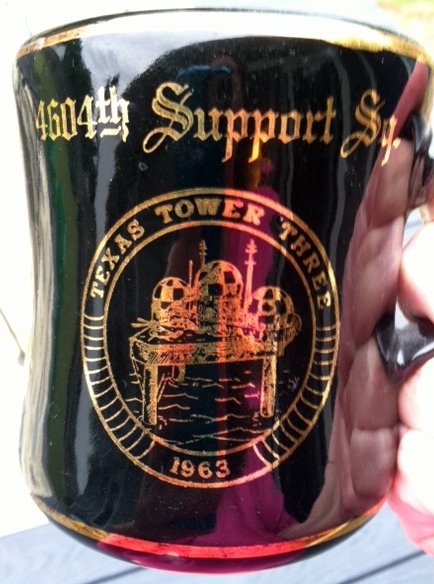 4604th Support Sq.
TEXAS TOWER THREE
1963